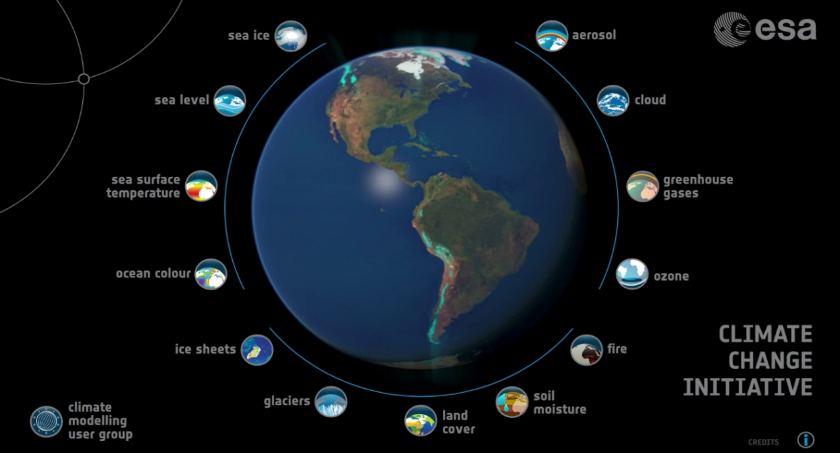 sea ice
aerosol
esa
sea level
cloud
sea surface
temperature
greenhouse
gases
ocean colour
ozone
ice sheets
fire
CLIMATE
CHANGE
INITIATIVE
glaciers
land
cover
soil
moisture
climate
modelling
user group
CREDITS
i